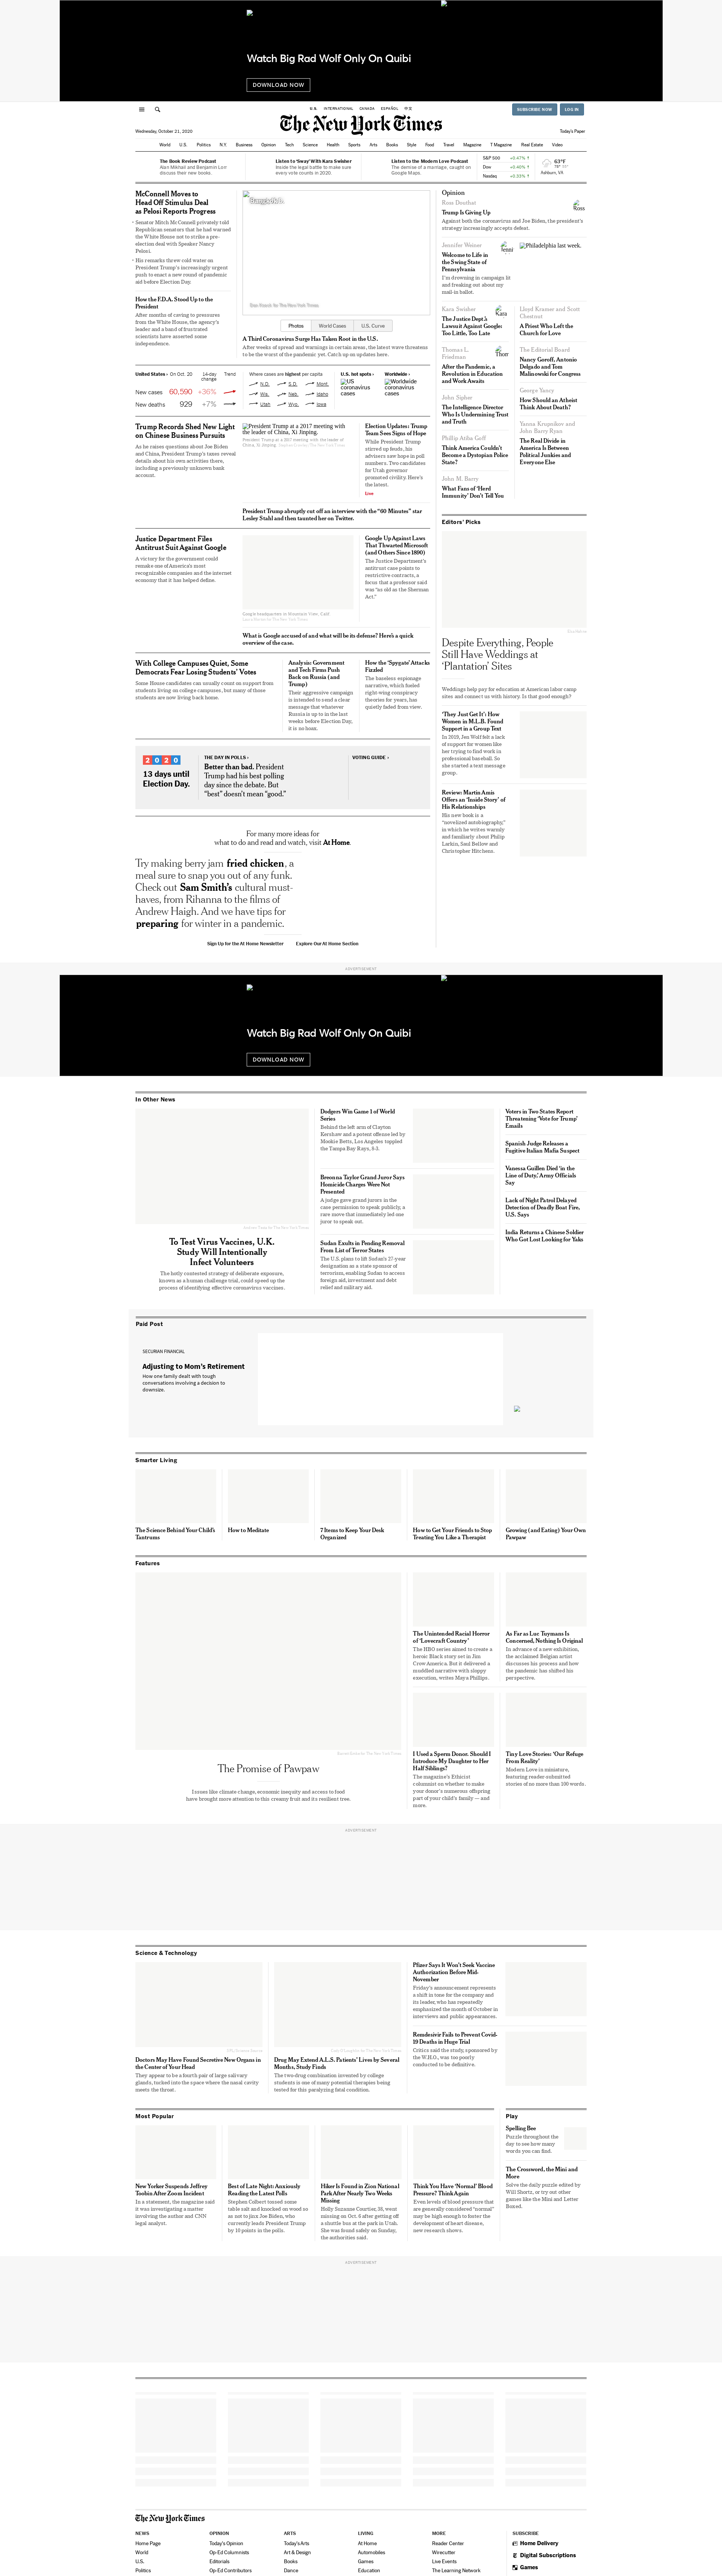 Watch Big Rad Wolf Only On Quibi
DOWNLOAD NOW
U.S.
INTERNATIONAL
CANADA
ESPAÑOL
中文
SUBSCRIBE NOW
LOG IN
The New York Times
Wednesday, October 21, 2020
Today's Paper
World
U.S.
Politics
N.Y.
Business
Opinion
Tech
Science
Health
Sports
Arts
Books
Style
Food
Travel
Magazine
T Magazine
Real Estate
Video
The Book Review Podcast
Listen to 'Sway' With Kara Swisher
Inside the legal battle to make sure
every vote counts in 2020.
Listen to the Modern Love Podcast
The demise of a marriage, caught on
Google Maps.
S&P 500 +0.47% ↑
Dow +0.40% ↑
Nasdaq +0.33% ↑
63°F
McConnell Moves to
Head Off Stimulus Deal
as Pelosi Reports Progress
Senator Mitch McConnell privately told
Republican senators that he had warned
the White House not to strike a pre-
election deal with Speaker Nancy
Pelosi.
His remarks threw cold water on
President Trump's increasingly urgent
push to enact a new round of pandemic
aid before Election Day.
How the F.D.A. Stood Up to the
President
After months of caving to pressures
from the White House, the agency's
leader and a band of frustrated
scientists have found some
independence.
Photos
World Cases
U.S. Curve
A Third Coronavirus Surge Has Taken Root in the U.S.
After weeks of spread and warnings in certain areas, the latest wave threatens
to be the worst of the pandemic yet. Catch up on updates here.
United States › On Oct. 20
14-day
change
Trend
New cases 60,590 +36%
New deaths 929 +7%
Where cases are highest per capita
N.D.
S.D.
Mont.
Wis.
Neb.
Idaho
Utah
Wyo.
Iowa
U.S. hot spots ›
US
coronavirus
cases
Worldwide ›
Worldwide
coronavirus
cases
Trump Records Shed New Light
on Chinese Business Pursuits
As he raises questions about Joe Biden
and China, President Trump's taxes reveal
details about his own activities there,
including a previously unknown bank
account.
President Trump at a 2017 meeting with
the leader of China, Xi Jinping.
President Trump at a 2017 meeting with the leader of
China, Xi Jinping.
Election Updates: Trump
Team Sees Signs of Hope
While President Trump
stirred up feuds, his
advisers saw hope in poll
numbers. Two candidates
for Utah governor
promoted civility. Here's
the latest.
Live
President Trump abruptly cut off an interview with the "60 Minutes" star
Lesley Stahl and then taunted her on Twitter.
Justice Department Files
Antitrust Suit Against Google
A victory for the government could
remake one of America's most
recognizable companies and the internet
economy that it has helped define.
Google headquarters in Mountain View, Calif.
Google Up Against Laws
That Thwarted Microsoft
(and Others Since 1890)
The Justice Department's
antitrust case points to
restrictive contracts, a
focus that a professor said
was "as old as the Sherman
Act."
What is Google accused of and what will be its defense? Here's a quick
overview of the case.
With College Campuses Quiet, Some
Democrats Fear Losing Students' Votes
Some House candidates can usually count on support from
students living on college campuses, but many of those
students are now living back home.
Analysis: Government
and Tech Firms Push
Back on Russia (and
Trump)
Their aggressive campaign
is intended to send a clear
message that whatever
Russia is up to in the last
weeks before Election Day,
it is no hoax.
How the 'Spygate' Attacks
Fizzled
The baseless espionage
narrative, which fueled
right-wing conspiracy
theories for years, has
quietly faded from view.
2020
13 days until
Election Day.
THE DAY IN POLLS ›
Better than bad. President
Trump had his best polling
day since the debate. But
"best" doesn't mean "good."
VOTING GUIDE ›
For many more ideas for
what to do and read and watch, visit At Home.
Try making berry jam fried chicken, a
meal sure to snap you out of any funk.
Check out Sam Smith's cultural must-
haves, from Rihanna to the films of
Andrew Haigh. And we have tips for
preparing for winter in a pandemic.
Sign Up for the At Home Newsletter
Explore Our At Home Section
Opinion
Ross Douthat
Trump Is Giving Up
Against both the coronavirus and Joe Biden, the president's
strategy increasingly accepts defeat.
Jennifer Weiner
Welcome to Life in
the Swing State of
Pennsylvania
I'm drowning in campaign lit
and freaking out about my
mail-in ballot.
Philadelphia last week.
Kara Swisher
The Justice Dept.'s
Lawsuit Against Google:
Too Little, Too Late
Thomas L.
Friedman
After the Pandemic, a
Revolution in Education
and Work Awaits
John Sipher
The Intelligence Director
Who Is Undermining Trust
and Truth
Phillip Atiba Goff
Think America Couldn't
Become a Dystopian Police
State?
John M. Barry
What Fans of 'Herd
Immunity' Don't Tell You
Lloyd Kramer and Scott
Chestnut
A Priest Who Left the
Church for Love
The Editorial Board
Nancy Goroff, Antonio
Delgado and Tom
Malinowski for Congress
George Yancy
How Should an Atheist
Think About Death?
The Real Divide in
America Is Between
Political Junkies and
Everyone Else
Editors' Picks
Despite Everything, People
Still Have Weddings at
'Plantation' Sites
Weddings help pay for education at American labor camp
sites and connect us with history. Is that good enough?
'They Just Get It': How
Women in M.L.B. Found
Support in a Group Text
In 2019, Jen Wolf felt a lack
of support for women like
her trying to find work in
professional baseball. So
she started a text message
group.
Review: Martin Amis
Offers an 'Inside Story' of
His Relationships
His new book is a
"novelized autobiography,"
in which he writes warmly
and familiarly about Philip
Larkin, Saul Bellow and
Christopher Hitchens.
ADVERTISEMENT
Watch Big Rad Wolf Only On Quibi
DOWNLOAD NOW
In Other News
To Test Virus Vaccines, U.K.
Study Will Intentionally
Infect Volunteers
The hotly contested strategy of deliberate exposure,
known as a human challenge trial, could speed up the
process of identifying effective coronavirus vaccines.
Dodgers Win Game 1 of World
Series
Behind the left arm of Clayton
Kershaw and a potent offense led by
Mookie Betts, Los Angeles toppled
the Tampa Bay Rays, 8-3.
Breonna Taylor Grand Juror Says
Homicide Charges Were Not
Presented
A judge gave grand jurors in the
case permission to speak publicly, a
rare move that immediately led one
juror to speak out.
Sudan Exults in Pending Removal
From List of Terror States
The U.S. plans to lift Sudan's 27-year
designation as a state sponsor of
terrorism, enabling Sudan to access
foreign aid, investment and debt
relief and military aid.
Voters in Two States Report
Threatening 'Vote for Trump'
Emails
Spanish Judge Releases a
Fugitive Italian Mafia Suspect
Vanessa Guillen Died 'in the
Line of Duty,' Army Officials
Say
Lack of Night Patrol Delayed
Detection of Deadly Boat Fire,
U.S. Says
India Returns a Chinese Soldier
Who Got Lost Looking for Yaks
Paid Post
SECURIAN FINANCIAL
Adjusting to Mom's Retirement
How one family dealt with tough
conversations involving a decision to
downsize.
Smarter Living
The Science Behind Your Child's
Tantrums
How to Meditate
7 Items to Keep Your Desk
Organized
How to Get Your Friends to Stop
Treating You Like a Therapist
Growing (and Eating) Your Own
Pawpaw
Features
The Promise of Pawpaw
Issues like climate change, economic inequity and access to food
have brought more attention to this creamy fruit and its resilient tree.
The Unintended Racial Horror
of 'Lovecraft Country'
The HBO series aimed to create a
heroic Black story set in Jim
Crow America. But it delivered a
muddled narrative with sloppy
execution, writes Maya Phillips.
As Far as Luc Tuymans Is
Concerned, Nothing Is Original
In advance of a new exhibition,
the acclaimed Belgian artist
discusses his process and how
the pandemic has shifted his
perspective.
I Used a Sperm Donor. Should I
Introduce My Daughter to Her
Half Siblings?
The magazine's Ethicist
columnist on whether to make
your donor's numerous offspring
part of your child's family — and
more.
Tiny Love Stories: 'Our Refuge
From Reality'
Modern Love in miniature,
featuring reader-submitted
stories of no more than 100 words.
ADVERTISEMENT
Science & Technology
Doctors May Have Found Secretive New Organs in
the Center of Your Head
They appear to be a fourth pair of large salivary
glands, tucked into the space where the nasal cavity
meets the throat.
Drug May Extend A.L.S. Patients' Lives by Several
Months, Study Finds
The two-drug combination invented by college
students is one of many potential therapies being
tested for this paralyzing fatal condition.
Pfizer Says It Won't Seek Vaccine
Authorization Before Mid-
November
Friday's announcement represents
a shift in tone for the company and
its leader, who has repeatedly
emphasized the month of October in
interviews and public appearances.
Remdesivir Fails to Prevent Covid-
19 Deaths in Huge Trial
Critics said the study, sponsored by
the W.H.O., was too poorly
conducted to be definitive.
Most Popular
New Yorker Suspends Jeffrey
Toobin After Zoom Incident
In a statement, the magazine said
it was investigating a matter
involving the author and CNN
legal analyst.
Best of Late Night: Anxiously
Reading the Latest Polls
Stephen Colbert tossed some
table salt and knocked on wood so
as not to jinx Joe Biden, who
currently leads President Trump
by 10 points in the polls.
Hiker Is Found in Zion National
Park After Nearly Two Weeks
Missing
Holly Suzanne Courtier, 38, went
missing on Oct. 6 after getting off
a shuttle bus at the park in Utah.
She was found safely on Sunday,
the authorities said.
Think You Have 'Normal' Blood
Pressure? Think Again
Even levels of blood pressure that
are generally considered "normal"
may be high enough to foster the
development of heart disease,
new research shows.
Play
Spelling Bee
Puzzle throughout the
day to see how many
words you can find.
The Crossword, the Mini and
More
Solve the daily puzzle edited by
Will Shortz, or try out other
games like the Mini and Letter
Boxed.
ADVERTISEMENT
The New York Times
NEWS
Home Page
World
U.S.
Politics
OPINION
Today's Opinion
Op-Ed Columnists
Editorials
Op-Ed Contributors
ARTS
Today's Arts
Art & Design
Books
Dance
LIVING
At Home
Automobiles
Games
Education
MORE
Reader Center
Wirecutter
Live Events
The Learning Network
SUBSCRIBE
Home Delivery
Digital Subscriptions
Games